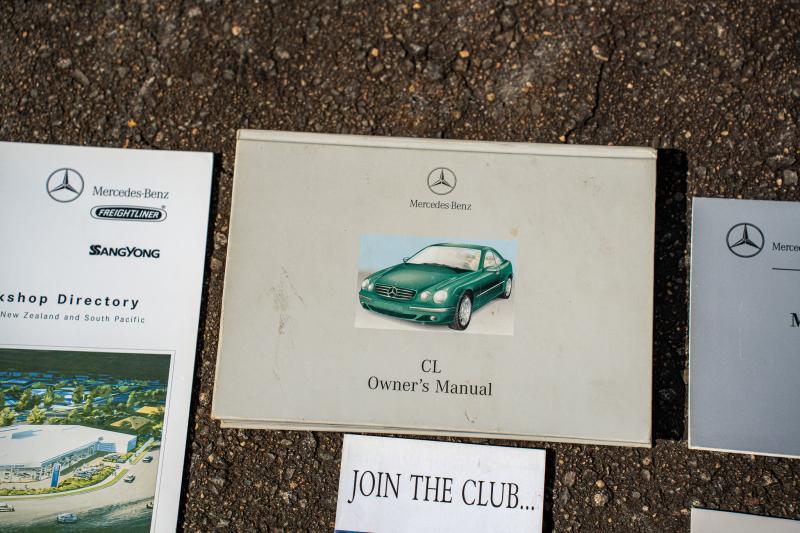 Mercedes-Benz
FREIGHTLINER
SSANGYONG
kshop Directory
New Zealand and South Pacific
Mercedes-Benz
CL
Owner's Manual
JOIN THE CLUB...
Mercedes-B
M